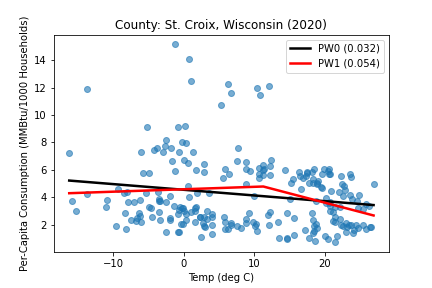 County: St. Croix, Wisconsin (2020)
PW0 (0.032)
PW1 (0.054)
Per-Capita Consumption (MMBtu/1000 Households)
14
12
10
8
6
4
2
−10 0 10 20
Temp (deg C)